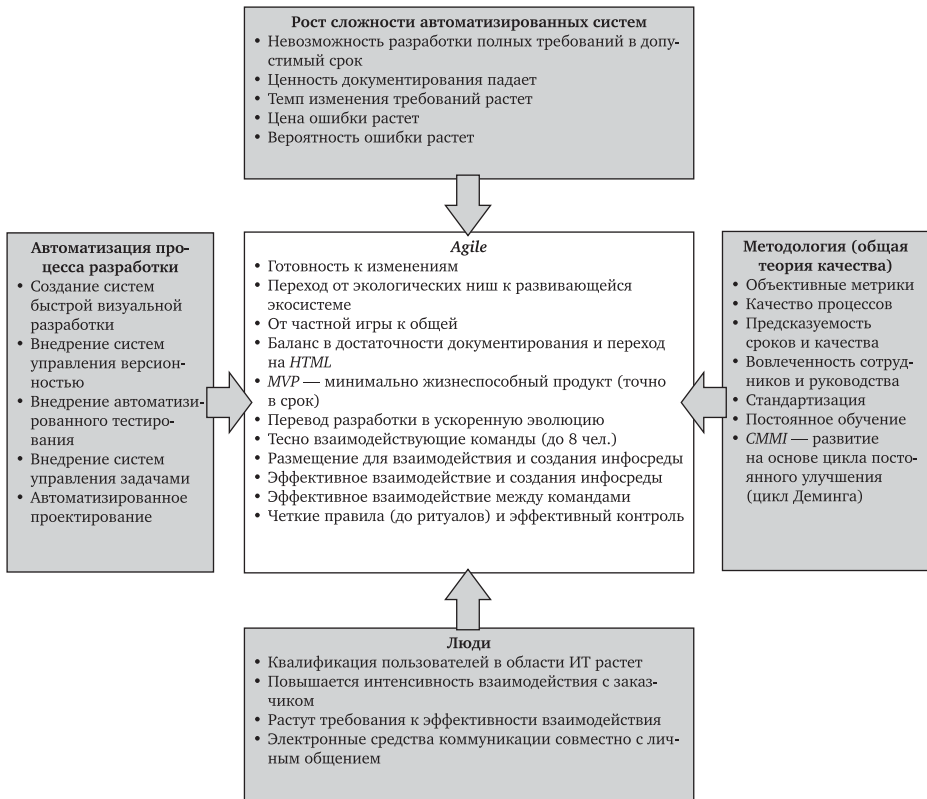 Рост сложности автоматизированных систем
• Невозможность разработки полных требований в допу-
стимый срок
• Ценность документирования падает
• Темп изменения требований растет
• Цена ошибки растет
• Вероятность ошибки растет
Автоматизация про-
цесса разработки
• Создание систем
быстрой визуальной
разработки
• Внедрение систем
управления версион-
ностью
• Внедрение автоматизи-
рованного тестиро-
вания
• Внедрение систем
управления задачами
• Автоматизированное
проектирование
Agile
• Готовность к изменениям
• Переход от экологических ниш к развивающейся
экосистеме
• От частной игры к общей
• Баланс в достаточности документирования и переход
на HTML
• MVP — минимально жизнеспособный продукт (точно
в срок)
• Перевод разработки в ускоренную эволюцию
• Тесно взаимодействующие команды (до 8 чел.)
• Размещение для взаимодействия и создания инфосреды
• Эффективное взаимодействие и создания инфосреды
• Эффективное взаимодействие между командами
• Четкие правила (до ритуалов) и эффективный контроль
Методология (общая
теория качества)
• Объективные метрики
• Качество процессов
• Предсказуемость
сроков и качества
• Вовлеченность сотруд-
ников и руководства
• Стандартизация
• Постоянное обучение
• CMMI — развитие
на основе цикла посто-
янного улучшения
(цикл Деминга)
Люди
• Квалификация пользователей в области ИТ растет
• Повышается интенсивность взаимодействия с заказ-
чиком
• Растут требования к эффективности взаимодействия
• Электронные средства коммуникации совместно с лич-
ным общением